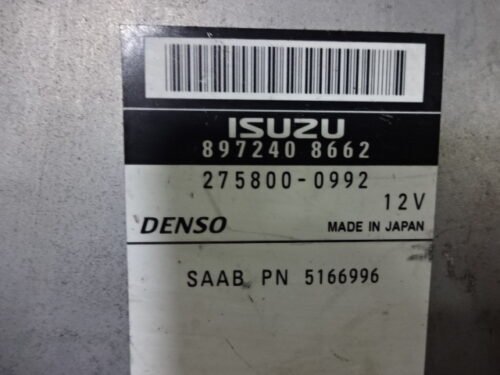 ISUZU
897240 8662
275800-0992
12V
DENSO MADE IN JAPAN
SAAB PN 5166996